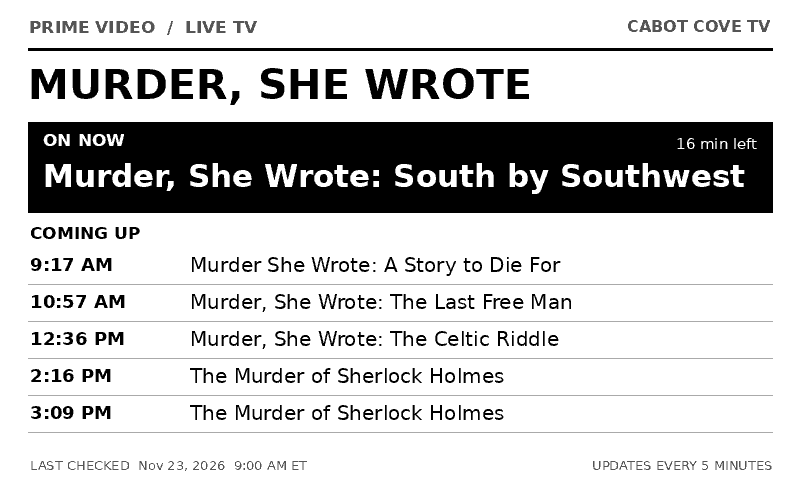 PRIME VIDEO / LIVE TV
CABOT COVE TV
MURDER, SHE WROTE
ON NOW
16 min left
Murder, She Wrote: South by Southwest
COMING UP
9:17 AM Murder She Wrote: A Story to Die For
10:57 AM Murder, She Wrote: The Last Free Man
12:36 PM Murder, She Wrote: The Celtic Riddle
2:16 PM The Murder of Sherlock Holmes
3:09 PM The Murder of Sherlock Holmes
LAST CHECKED Nov 23, 2026 9:00 AM ET
UPDATES EVERY 5 MINUTES